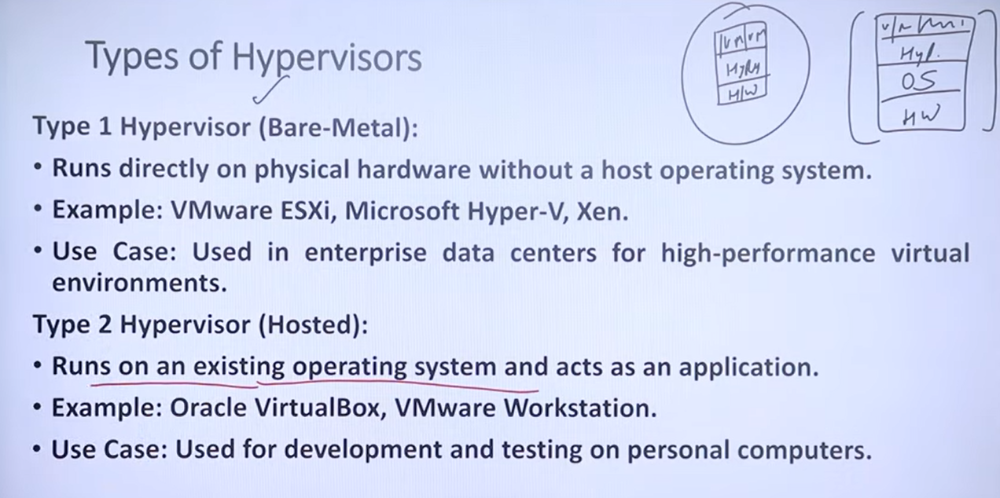 Types of Hypervisors
VM VM
Hyp.
H/W
Hyp.
OS
HW
Type 1 Hypervisor (Bare-Metal):
• Runs directly on physical hardware without a host operating system.
• Example: VMware ESXi, Microsoft Hyper-V, Xen.
• Use Case: Used in enterprise data centers for high-performance virtual
environments.
Type 2 Hypervisor (Hosted):
• Runs on an existing operating system and acts as an application.
• Example: Oracle VirtualBox, VMware Workstation.
• Use Case: Used for development and testing on personal computers.